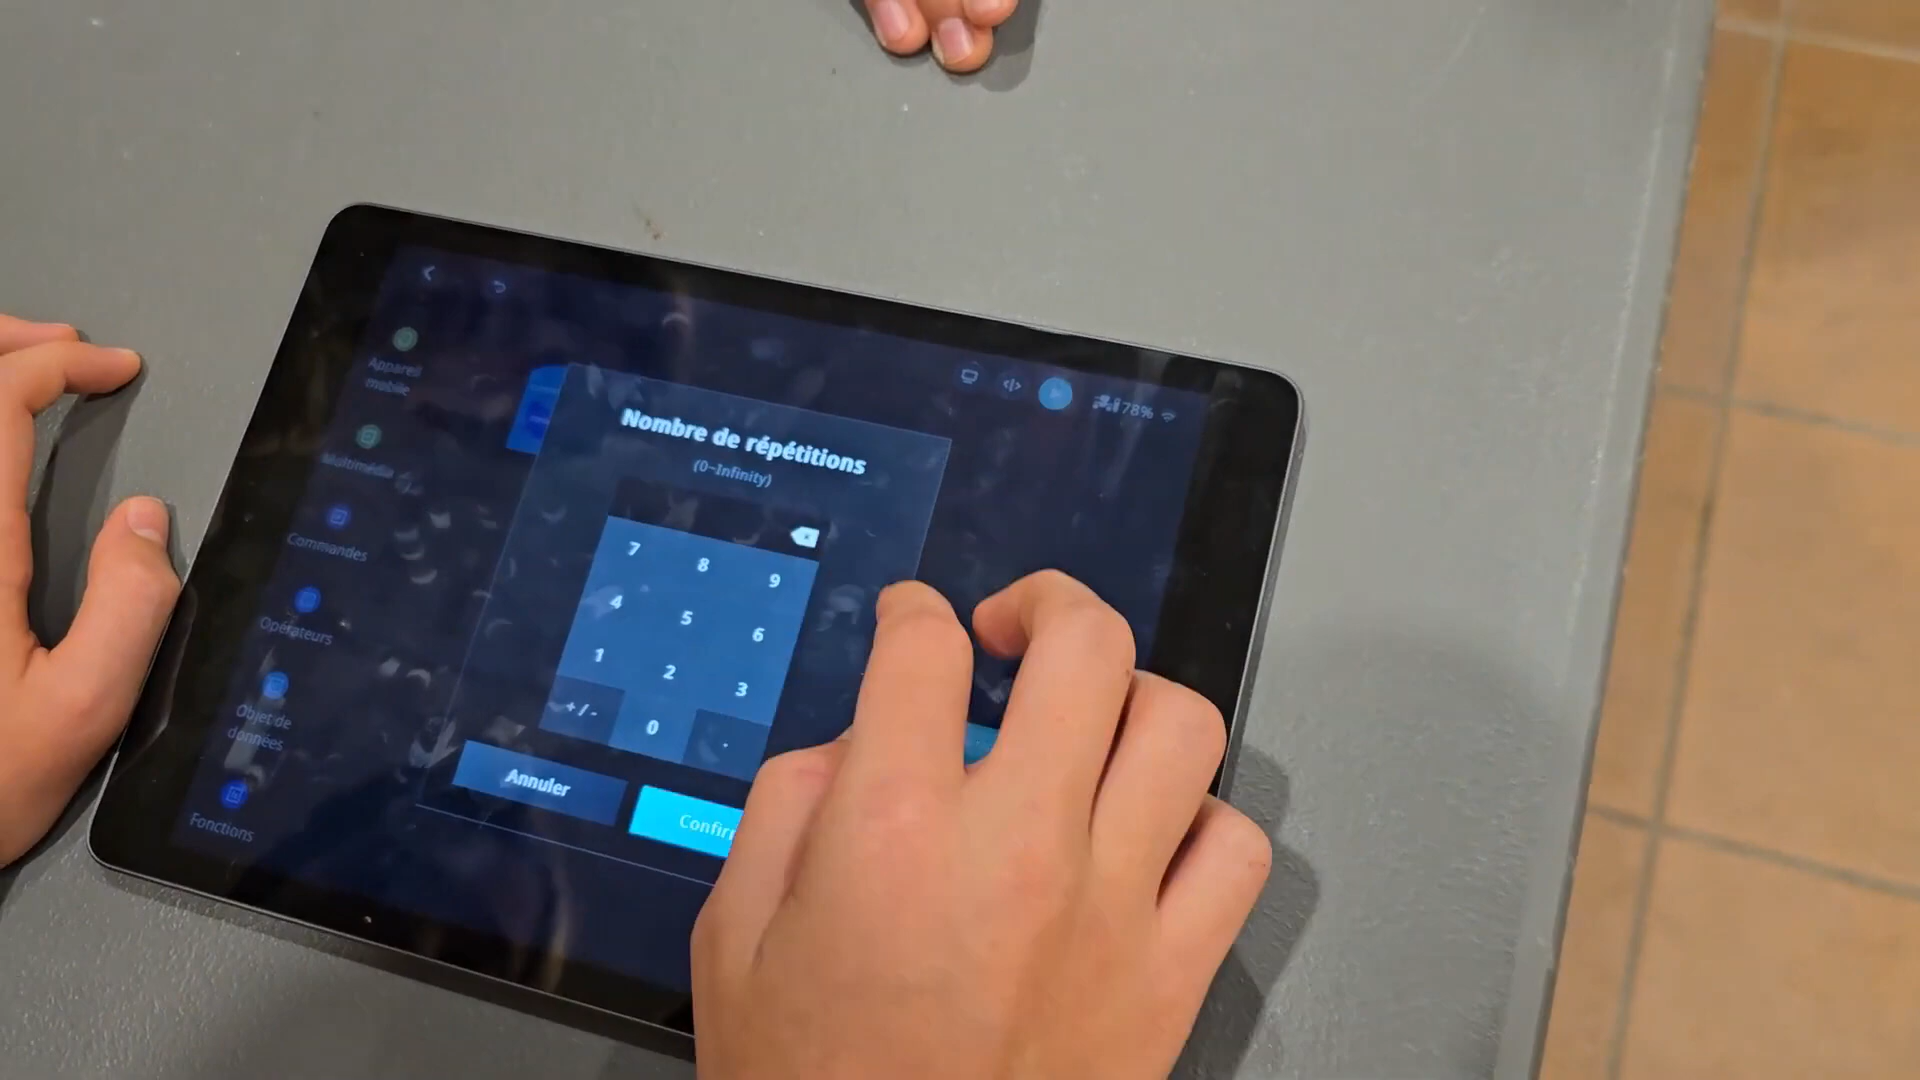 78%
Appareil
mobile
Multimédia
Commandes
Opérateurs
Objet de
données
Fonctions
Nombre de répétitions
(0~Infinity)
7 8 9
4 5 6
1 2 3
+/- 0 .
Annuler
Confir